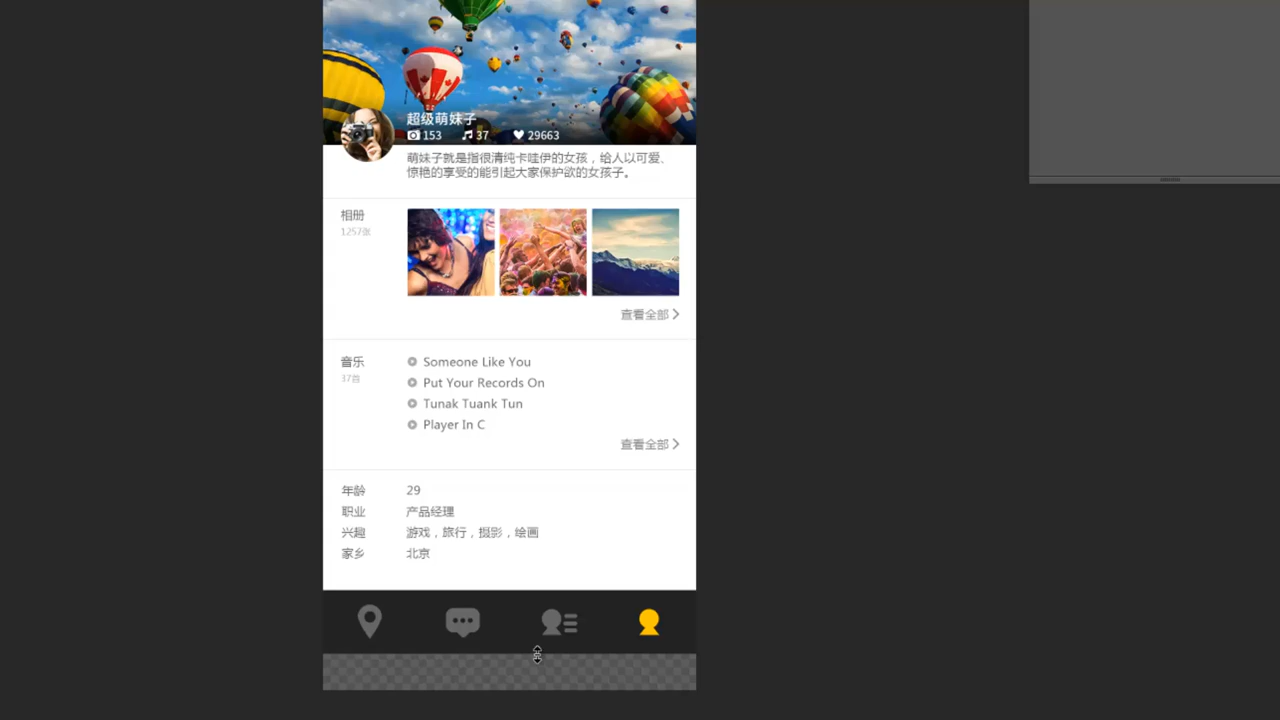 超级萌妹子
153 37 29663
萌妹子就是指很清纯卡哇伊的女孩，给人以可爱、
惊艳的享受的能引起大家保护欲的女孩子。
相册
1257张
查看全部
音乐
37首
Someone Like You
Put Your Records On
Tunak Tuank Tun
Player In C
查看全部
年龄 29
职业 产品经理
兴趣 游戏，旅行，摄影，绘画
家乡 北京